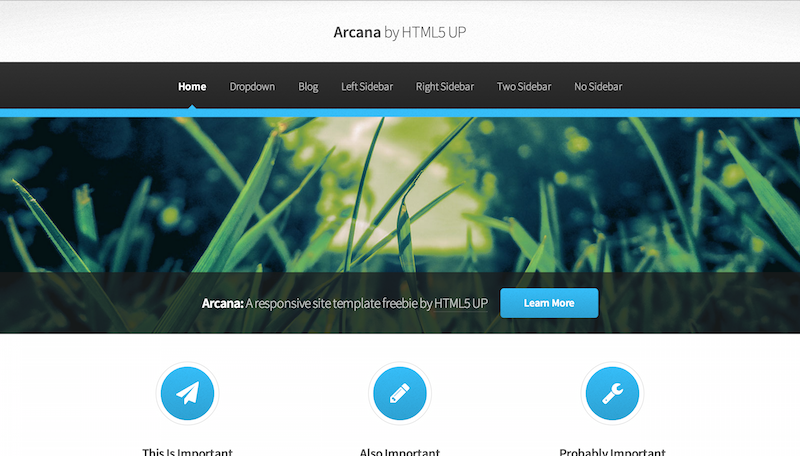 Arcana by HTML5 UP
Home Dropdown Blog Left Sidebar Right Sidebar Two Sidebar No Sidebar
Arcana: A responsive site template freebie by HTML5 UP Learn More
This Is Important Also Important Probably Important